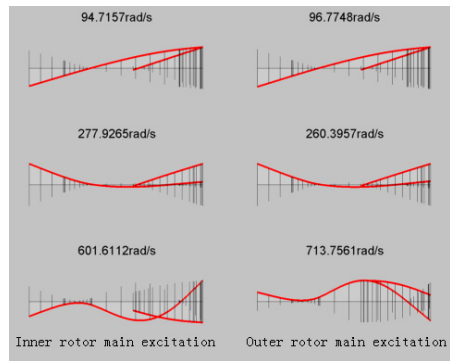 94.7157rad/s 96.7748rad/s
277.9265rad/s 260.3957rad/s
601.6112rad/s 713.7561rad/s
Inner rotor main excitation Outer rotor main excitation